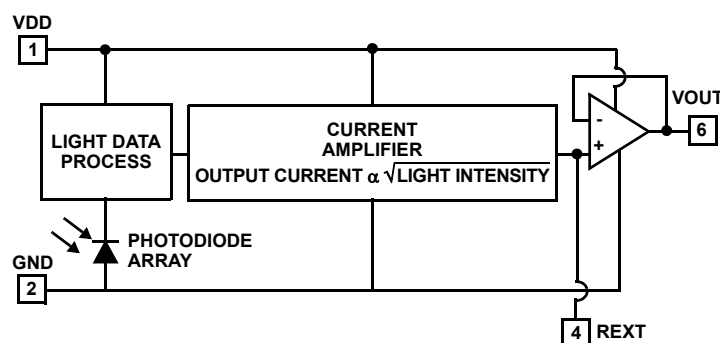 VDD
1
LIGHT DATA
PROCESS
CURRENT
AMPLIFIER
OUTPUT CURRENT α √LIGHT INTENSITY
-
+
VOUT
6
PHOTODIODE
ARRAY
GND
2
4
REXT